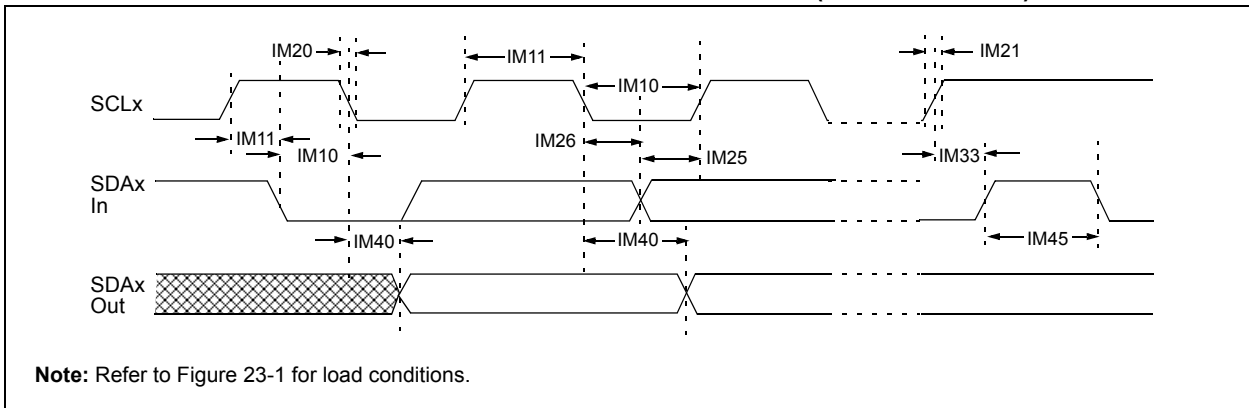 IM20
IM11
IM21
IM10
SCLx
IM11
IM26
IM10
IM25
IM33
SDAx
In
IM40
IM40
IM45
SDAx
Out
Note: Refer to Figure 23-1 for load conditions.